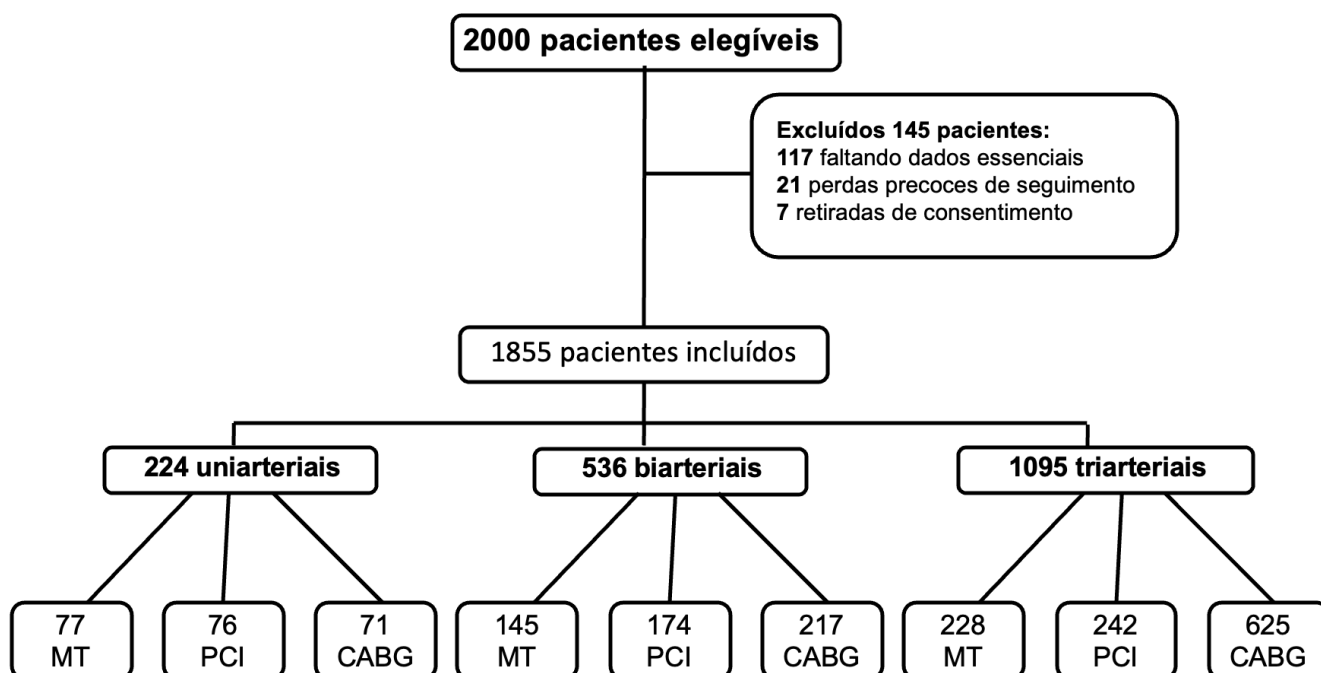 2000 pacientes elegíveis
Excluídos 145 pacientes:
117 faltando dados essenciais
21 perdas precoces de seguimento
7 retiradas de consentimento
1855 pacientes incluídos
224 uniarteriais
536 biarteriais
1095 triarteriais
77
MT
76
PCI
71
CABG
145
MT
174
PCI
217
CABG
228
MT
242
PCI
625
CABG